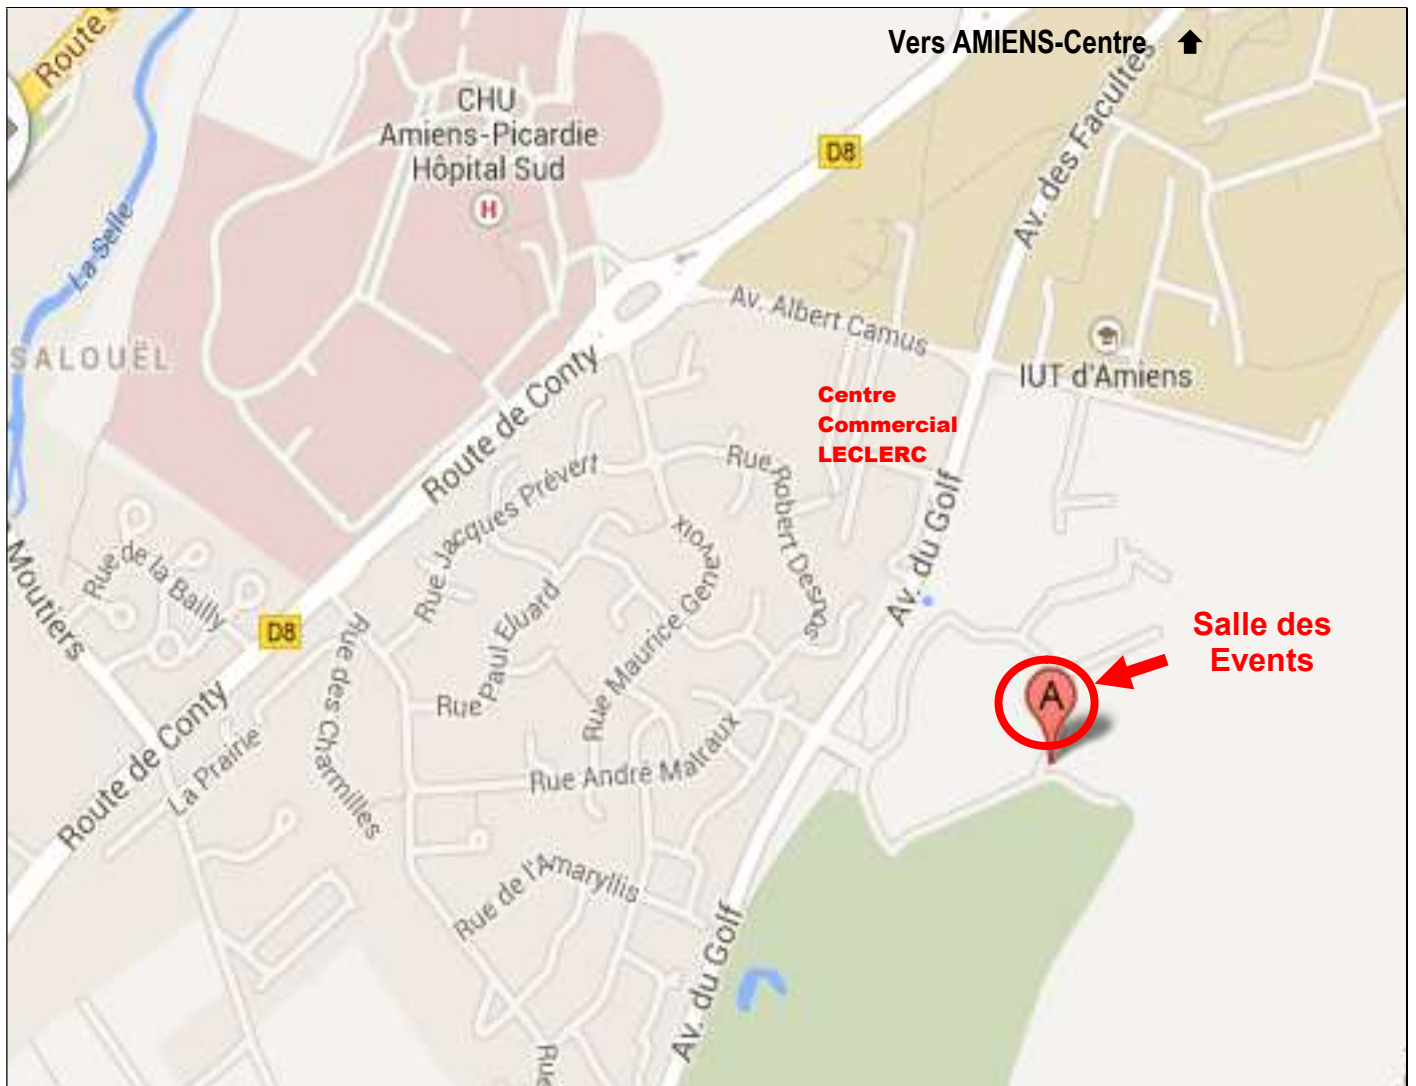 Vers AMIENS-Centre
Route
CHU
Amiens-Picardie
Hôpital Sud
H
D8
Av. des Facultés
La Selle
Av. Albert Camus
SALOUËL
IUT d'Amiens
Centre
Commercial
LECLERC
Route de Conty
Rue Jacques Prévert
Rue Robert Desnos
Av. du Golf
Moutiers
Rue de la Bailly
D8
Rue des Charmilles
Rue Paul Eluard
Rue Maurice Genevoix
Salle des
Events
A
Route de Conty
La Prairie
Rue André Malraux
Rue de l'Amaryllis
Av. du Golf
Rue